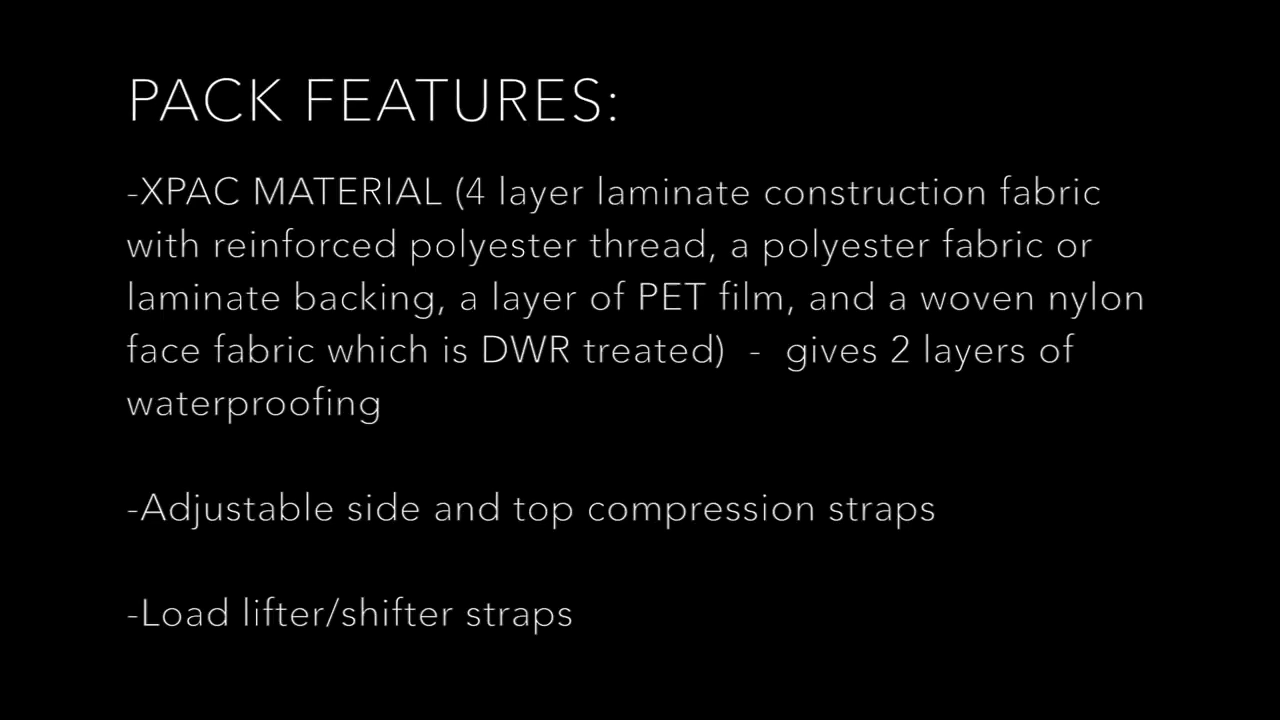 PACK FEATURES:
-XPAC MATERIAL (4 layer laminate construction fabric
with reinforced polyester thread, a polyester fabric or
laminate backing, a layer of PET film, and a woven nylon
face fabric which is DWR treated)  -  gives 2 layers of
waterproofing
-Adjustable side and top compression straps
-Load lifter/shifter straps